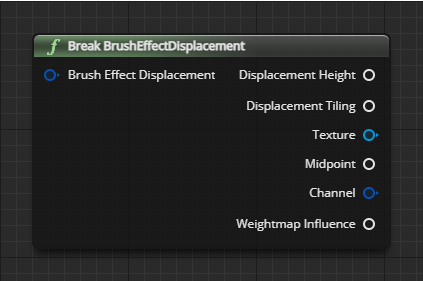 f Break BrushEffectDisplacement
Brush Effect Displacement Displacement Height
Displacement Tiling
Texture
Midpoint
Channel
Weightmap Influence